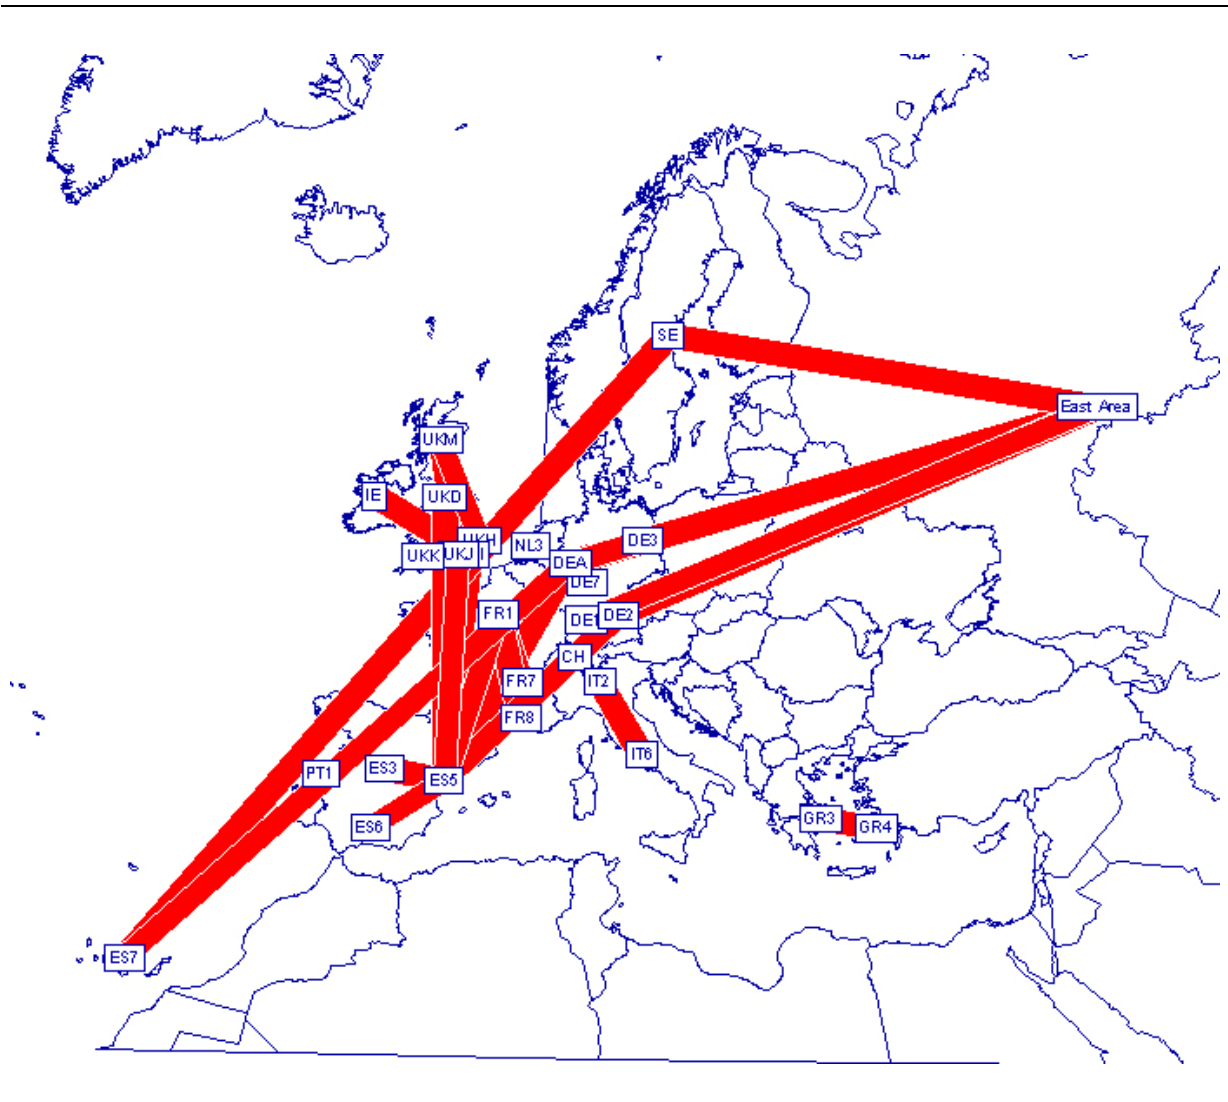 SE
East Area
UKM
IE
UKD
UKH
UKK
UKJ
NL3
DE3
DEA
DE7
FR1
DE2
CH
FR7
IT2
FR8
IT6
PT1
ES3
ES5
ES6
GR3
GR4
ES7